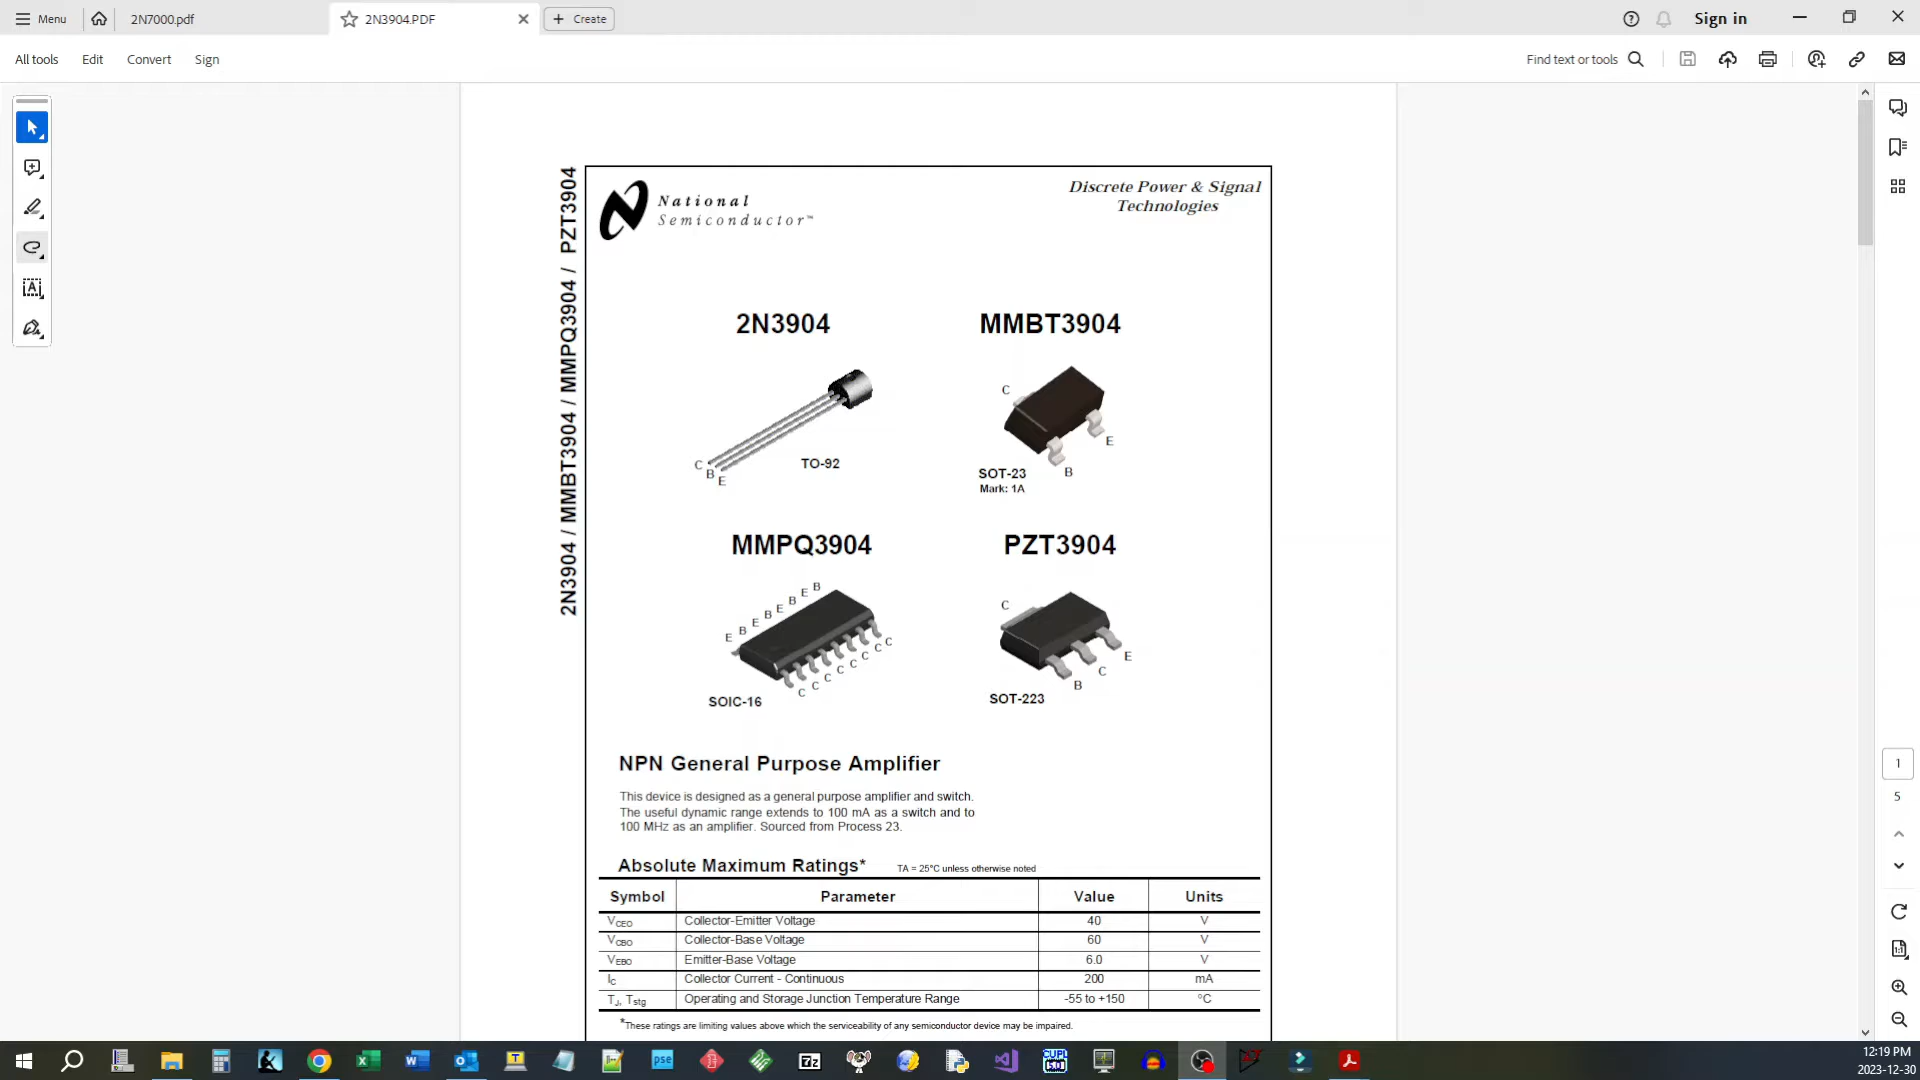 Menu
2N7000.pdf
2N3904.PDF
Create
Sign in
All tools
Edit
Convert
Sign
Find text or tools
2N3904 / MMBT3904 / MMPQ3904 / PZT3904
National
Semiconductor™
Discrete Power & Signal
Technologies
2N3904
MMBT3904
C
B
E
TO-92
C
E
B
SOT-23
Mark: 1A
MMPQ3904
PZT3904
E B E B E B E B
C C C C C C C C
SOIC-16
C
E
C
B
SOT-223
NPN General Purpose Amplifier
This device is designed as a general purpose amplifier and switch.
The useful dynamic range extends to 100 mA as a switch and to
100 MHz as an amplifier. Sourced from Process 23.
Absolute Maximum Ratings* TA = 25°C unless otherwise noted
Symbol Parameter Value Units
VCEO Collector-Emitter Voltage 40 V
VCBO Collector-Base Voltage 60 V
VEBO Emitter-Base Voltage 6.0 V
IC Collector Current - Continuous 200 mA
TJ, Tstg Operating and Storage Junction Temperature Range -55 to +150 °C
*These ratings are limiting values above which the serviceability of any semiconductor device may be impaired.
1
5
12:19 PM
2023-12-30